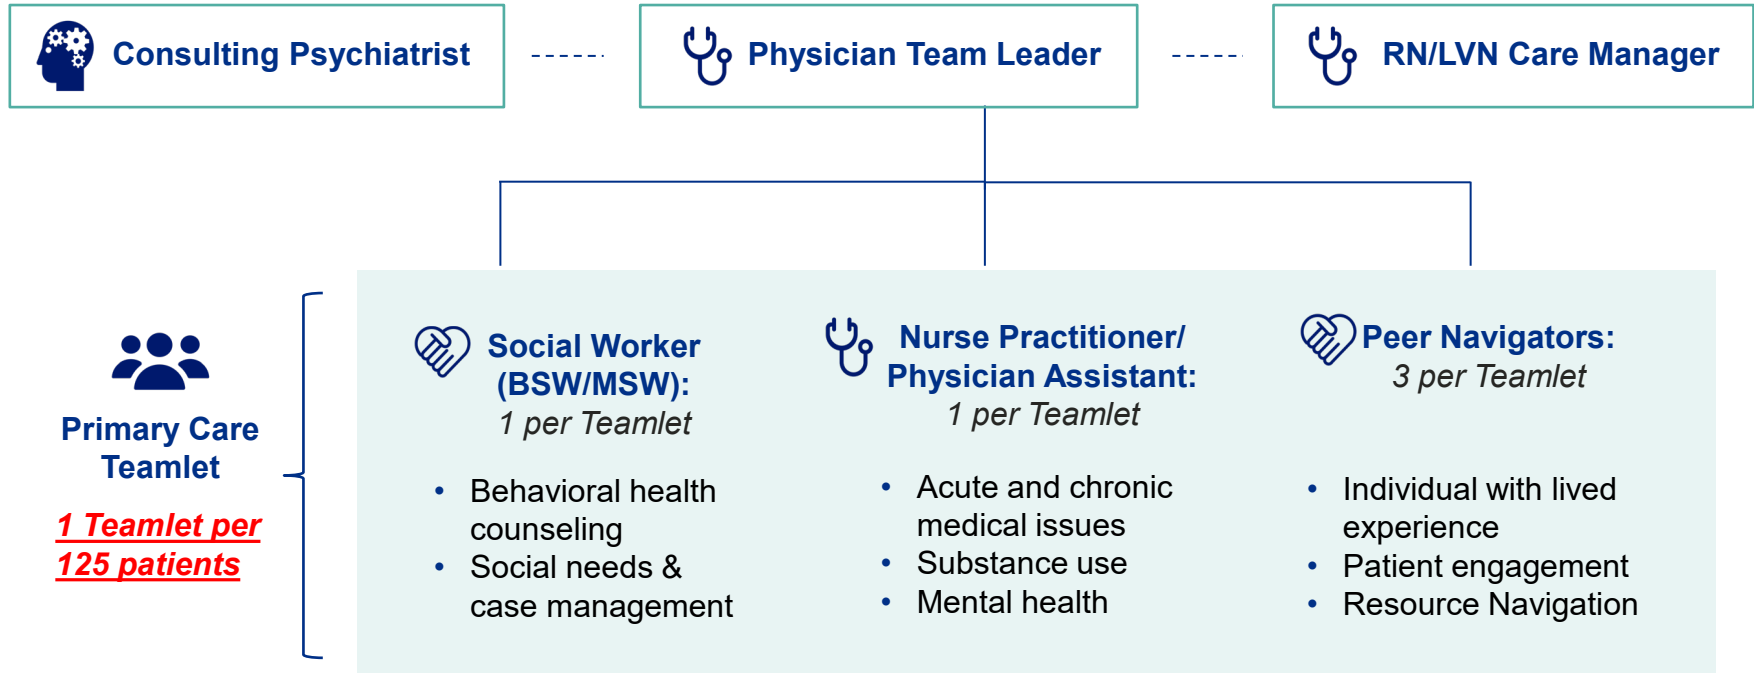 Consulting Psychiatrist
Physician Team Leader
RN/LVN Care Manager
Primary Care
Teamlet
1 Teamlet per
125 patients
Social Worker
(BSW/MSW):
1 per Teamlet
• Behavioral health
counseling
• Social needs &
case management
Nurse Practitioner/
Physician Assistant:
1 per Teamlet
• Acute and chronic
medical issues
• Substance use
• Mental health
Peer Navigators:
3 per Teamlet
• Individual with lived
experience
• Patient engagement
• Resource Navigation